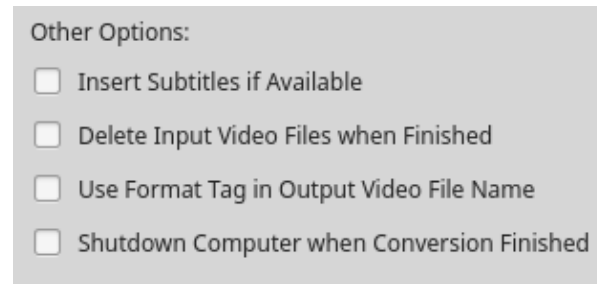 Other Options:
Insert Subtitles if Available
Delete Input Video Files when Finished
Use Format Tag in Output Video File Name
Shutdown Computer when Conversion Finished